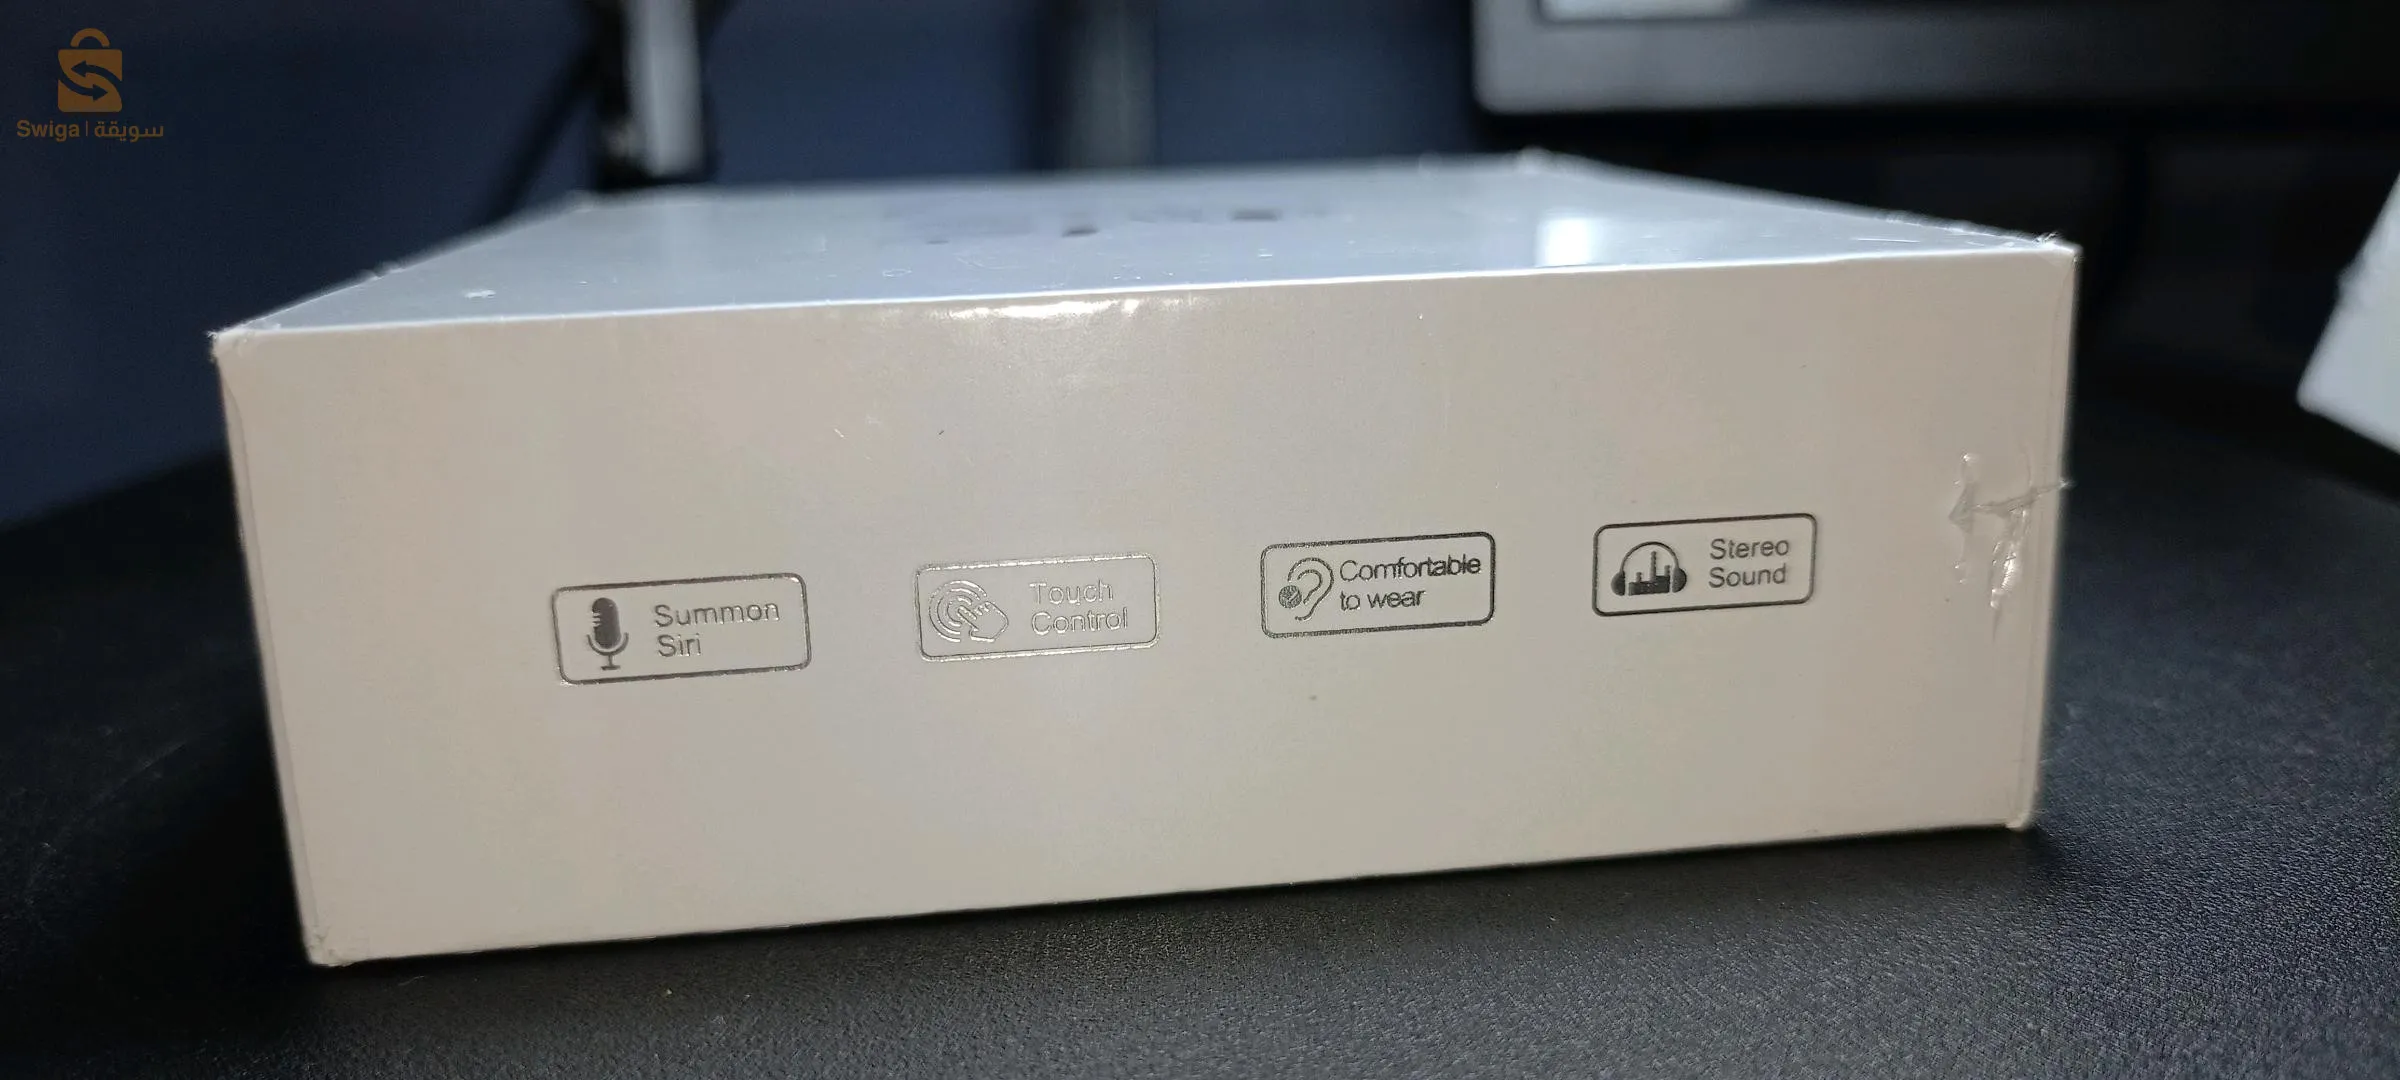 Swiga | سويقة
Summon
Siri
Touch
Control
Comfortable
to wear
Stereo
Sound